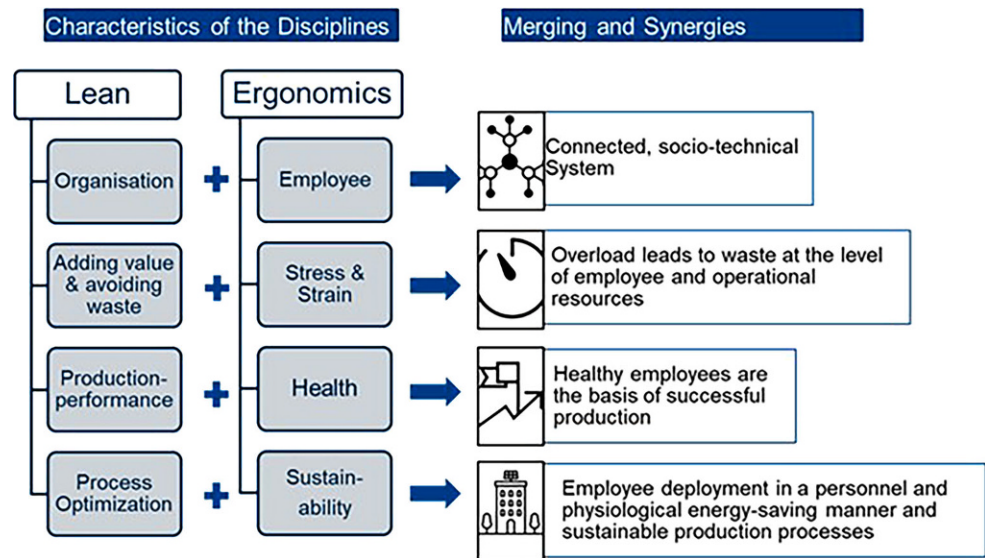 Characteristics of the Disciplines
Merging and Synergies
Lean
Ergonomics
Organisation
Employee
Connected, socio-technical
System
Adding value
& avoiding
waste
Stress &
Strain
Overload leads to waste at the level
of employee and operational
resources
Production-
performance
Health
Healthy employees are
the basis of successful
production
Process
Optimization
Sustain-
ability
Employee deployment in a personnel and
physiological energy-saving manner and
sustainable production processes